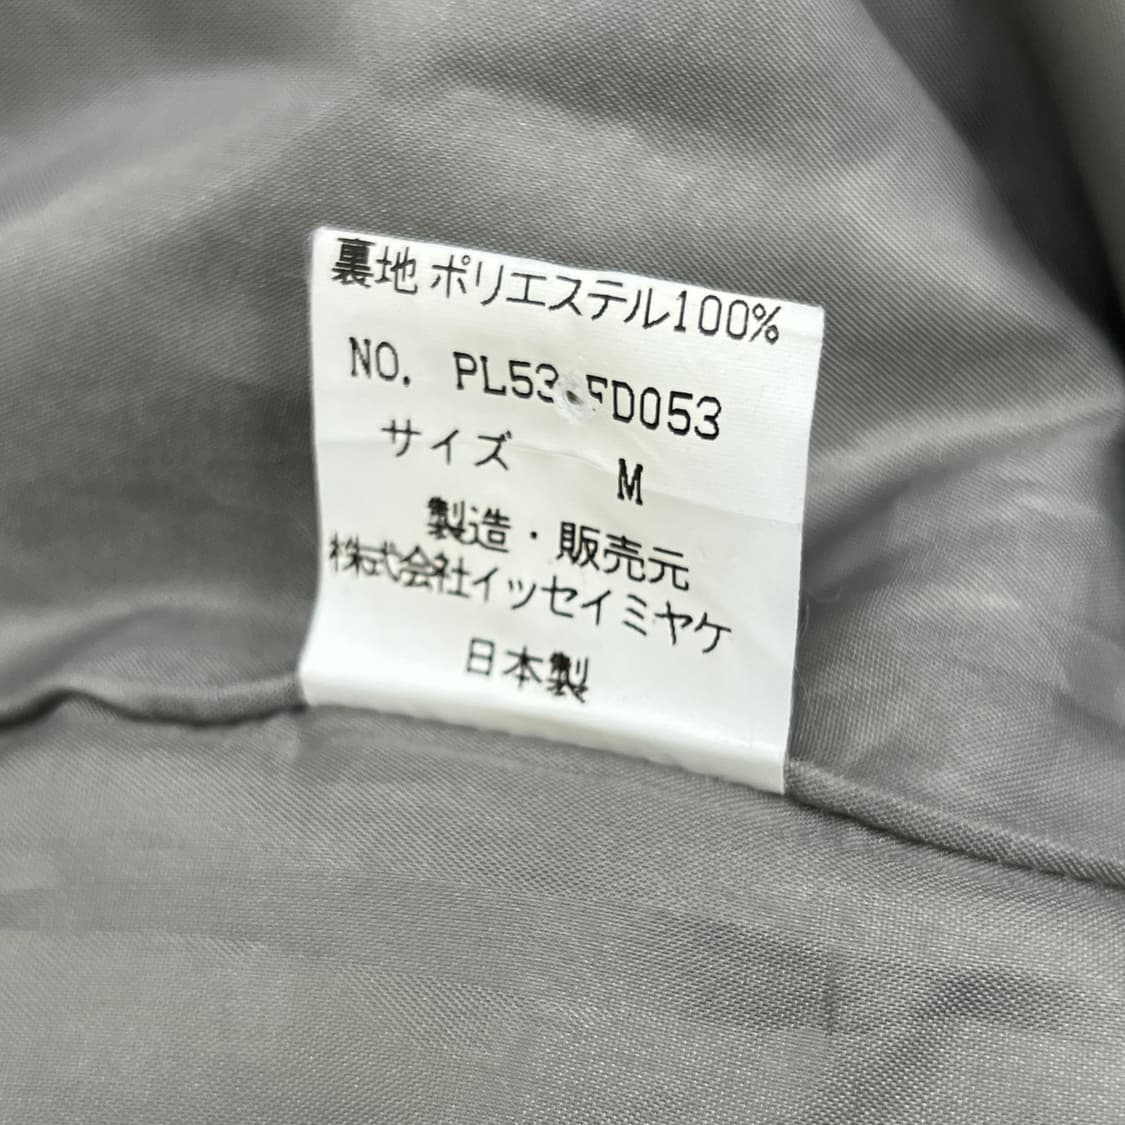 裏地 ポリエステル100%
NO. PL53-FD053
サイズ M
製造・販売元
株式会社イッセイミヤケ
日本製